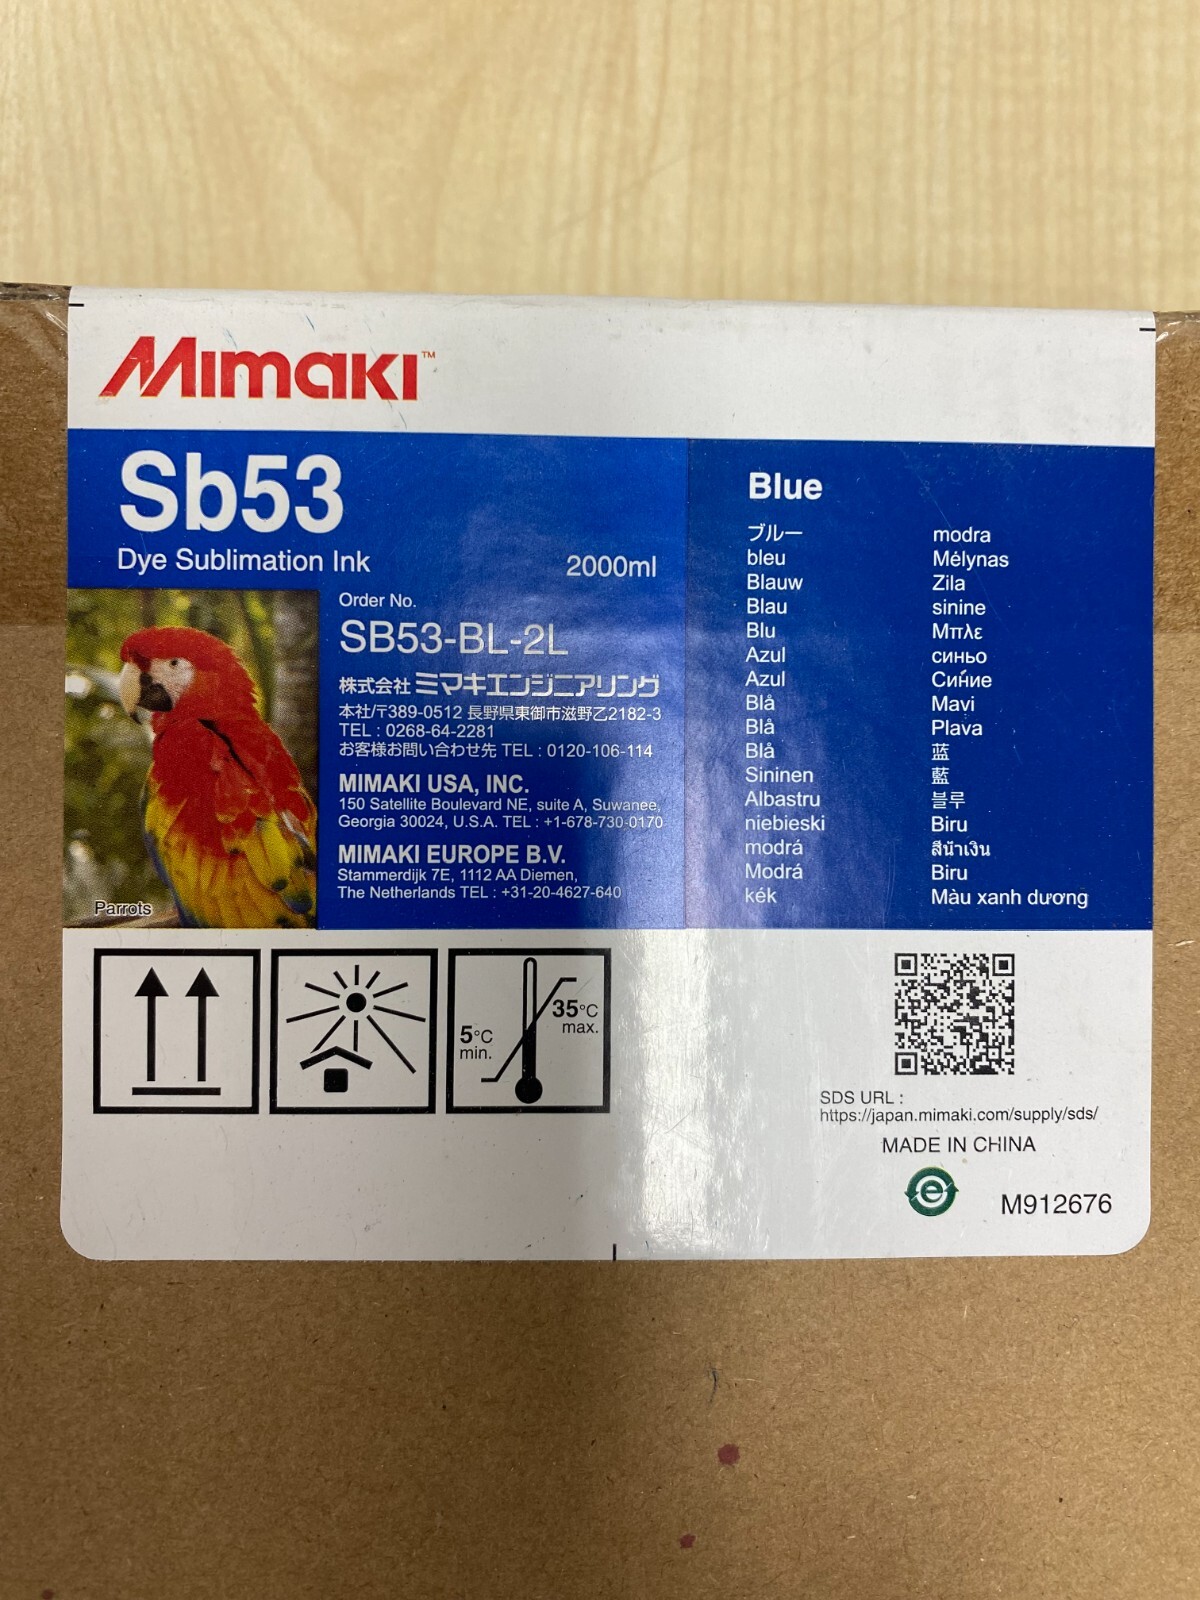 Mimaki™
Sb53
Dye Sublimation Ink
2000ml
Order No.
SB53-BL-2L
株式会社 ミマキエンジニアリング
本社/〒389-0512 長野県東御市滋野乙2182-3
TEL : 0268-64-2281
お客様お問い合わせ先 TEL : 0120-106-114
MIMAKI USA, INC.
150 Satellite Boulevard NE, suite A, Suwanee,
Georgia 30024, U.S.A. TEL : +1-678-730-0170
MIMAKI EUROPE B.V.
Stammerdijk 7E, 1112 AA Diemen,
The Netherlands TEL : +31-20-4627-640
Parrots
Blue
ブルー
bleu
Blauw
Blau
Blu
Azul
Azul
Blå
Blå
Blå
Sininen
Albastru
niebieski
modrá
Modrá
kék
modra
Mėlynas
Zila
sinine
Μπλε
синьо
Си́ние
Mavi
Plava
蓝
藍
블루
Biru
สีน้ำเงิน
Biru
Màu xanh dương
5°C
min.
35°C
max.
SDS URL :
https://japan.mimaki.com/supply/sds/
MADE IN CHINA
e
M912676